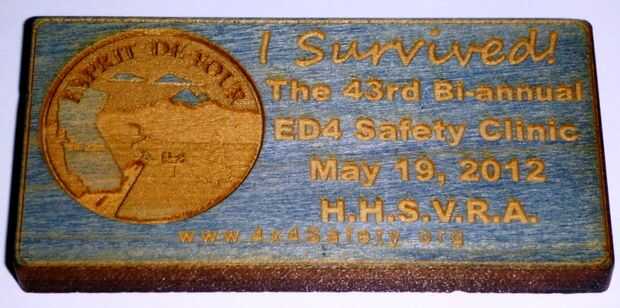 ESPRIT DE FOUR
I Survived!
The 43rd Bi-annual
ED4 Safety Clinic
May 19, 2012
H.H.S.V.R.A.
www.4x4Safety.org